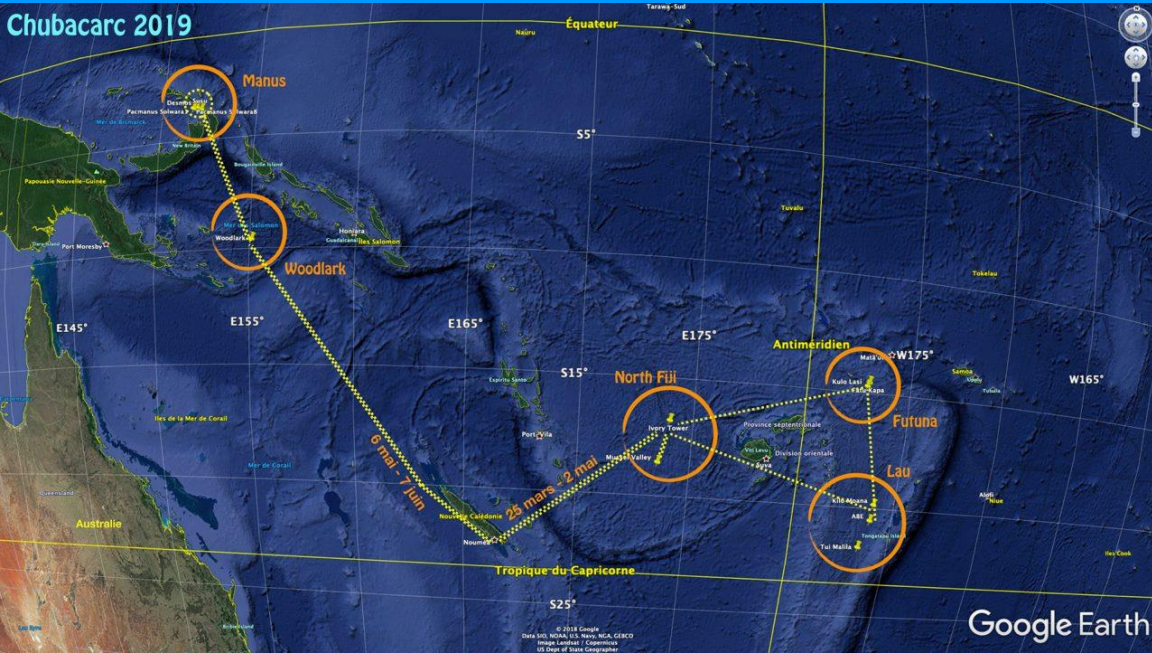 Chubacarc 2019
Tarawa-Sud
Équateur
Nauru
Manus
Desmos
Susu
Pacmanus Solwara7
Pacmanus Solwara8
Mer de Bismarck
S5°
New Britain
Bougainville Island
Papouasie Nouvelle-Guinée
Tuvalu
Mer des Salomon
Woodlark
Honiara
Guadalcanal
Îles Salomon
Port Moresby
Woodlark
Tokelau
E145°
E155°
E165°
E175°
Antiméridien
W175°
Mata'utu
S15°
North Fiji
Samoa
Tutuila
W165°
Espiritu Santo
Kulo Lasi
Fatu Kapa
Îles de la Mer de Corail
Futuna
Ivory Tower
Province septentrionale
Port-Vila
Viti Levu
Division orientale
Suva
6 mai - 7 juin
25 mars - 2 mai
Mer de Corail
Lau
Queensland
Kilo Moana
Alofi
Niue
Nouvelle Calédonie
ABE
Australie
Tongatapu Island
Nouméa
Tui Malila
Îles Cook
Tropique du Capricorne
S25°
© 2018 Google
Data SIO, NOAA, U.S. Navy, NGA, GEBCO
Image Landsat / Copernicus
US Dept of State Geographer
Google Earth